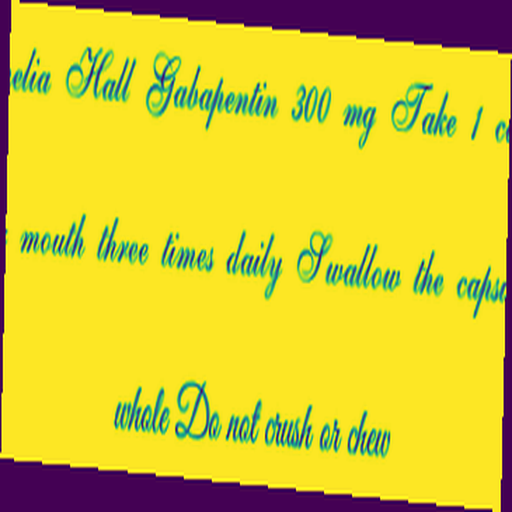 Hall Gabapentin 300 mg Take 1
mouth three times daily Swallow the
whole Do not crush or chew